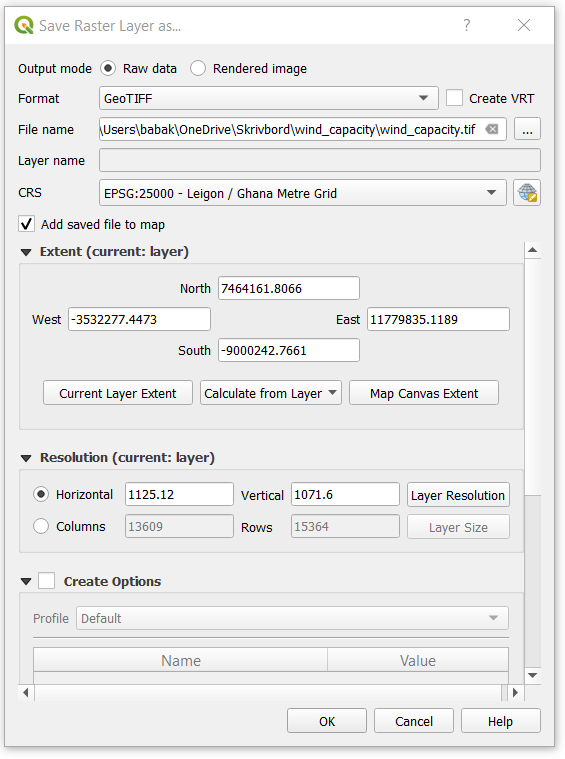 Save Raster Layer as...
Output mode Raw data Rendered image
Format GeoTIFF Create VRT
File name \Users\babak\OneDrive\Skrivbord\wind_capacity\wind_capacity.tif ...
Layer name
CRS EPSG:25000 - Leigon / Ghana Metre Grid
Add saved file to map
Extent (current: layer)
North 7464161.8066
West -3532277.4473 East 11779835.1189
South -9000242.7661
Current Layer Extent Calculate from Layer Map Canvas Extent
Resolution (current: layer)
Horizontal 1125.12 Vertical 1071.6 Layer Resolution
Columns 13609 Rows 15364 Layer Size
Create Options
Profile Default
Name Value
OK Cancel Help